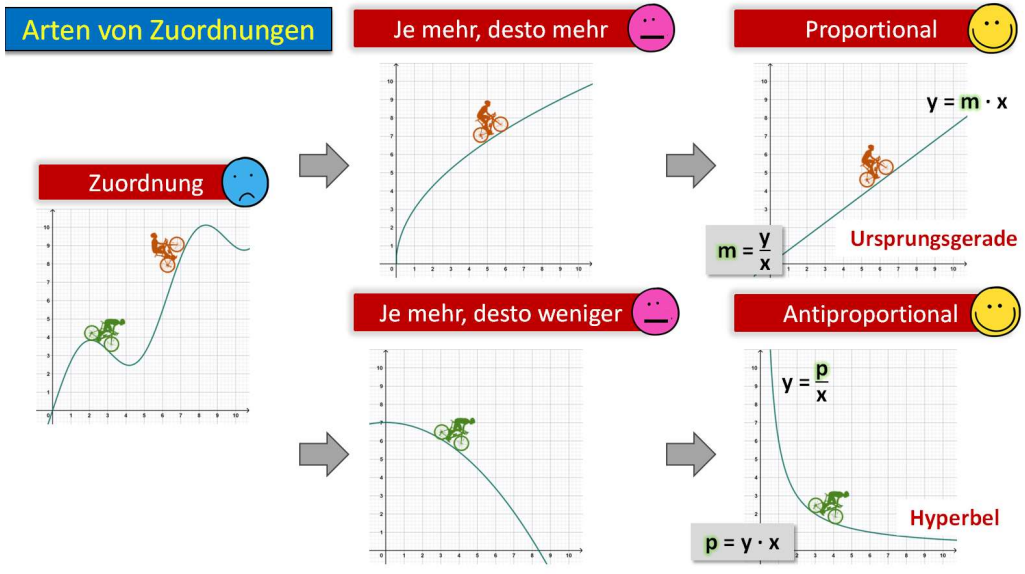 Arten von Zuordnungen
Je mehr, desto mehr
Proportional
y = m · x
Zuordnung
m = y/x
Ursprungsgerade
Je mehr, desto weniger
Antiproportional
y = p/x
Hyperbel
p = y · x